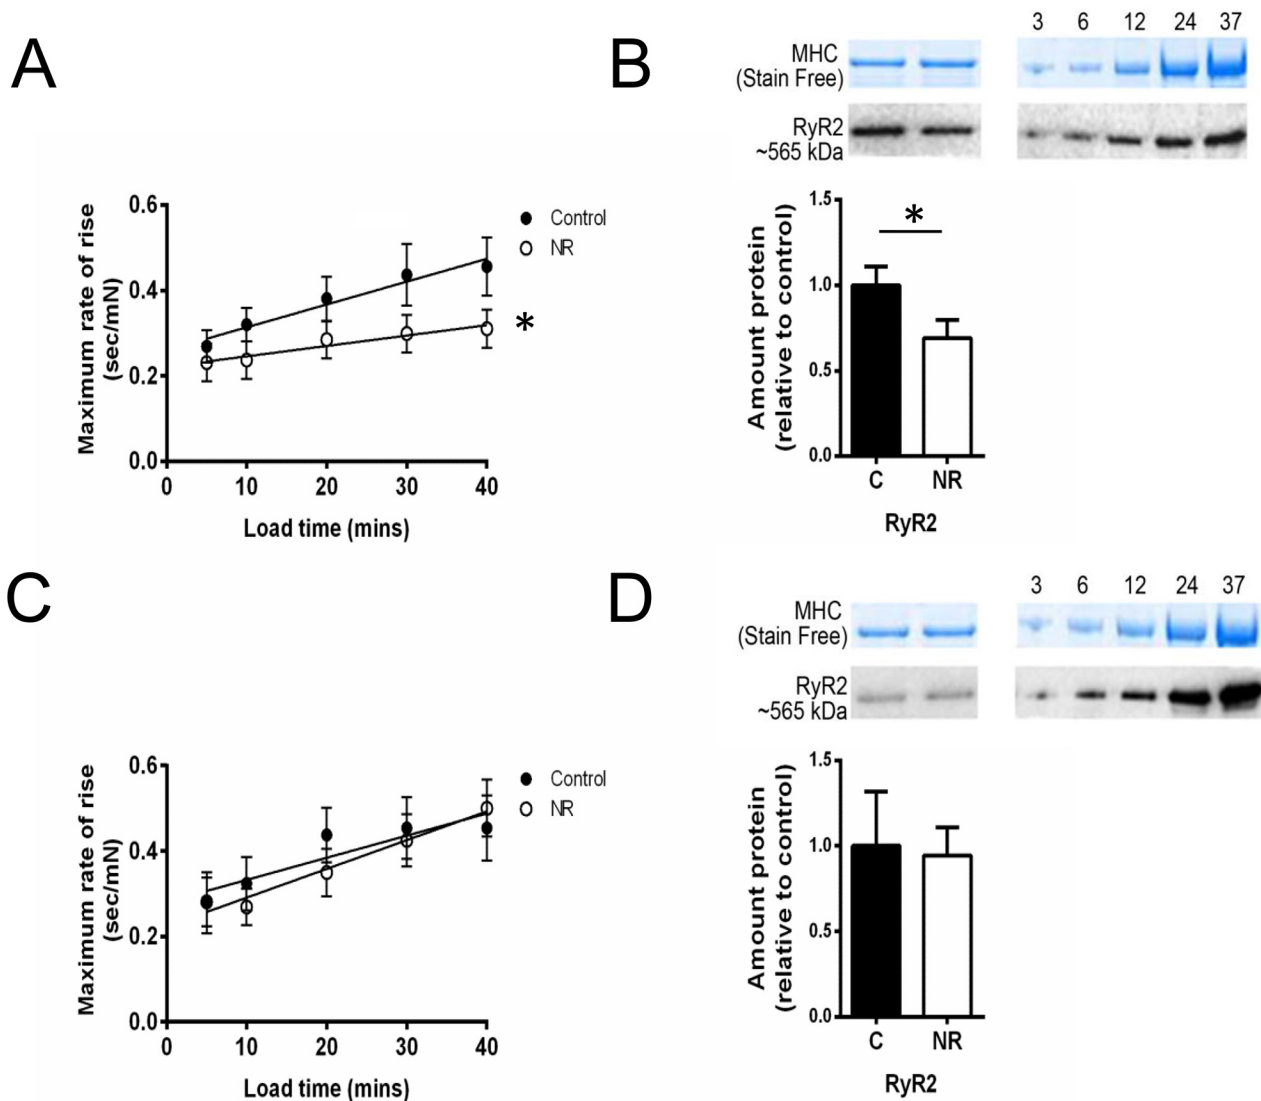 A
0.6
0.4
0.2
0.0
0 10 20 30 40
Maximum rate of rise
(sec/mN)
Load time (mins)
Control
NR
*
B
3 6 12 24 37
MHC
(Stain Free)
RyR2
~565 kDa
1.5
1.0
0.5
0.0
Amount protein
(relative to control)
*
C NR
RyR2
C
0.6
0.4
0.2
0.0
0 10 20 30 40
Maximum rate of rise
(sec/mN)
Load time (mins)
Control
NR
D
3 6 12 24 37
MHC
(Stain Free)
RyR2
~565 kDa
1.5
1.0
0.5
0.0
Amount protein
(relative to control)
C NR
RyR2